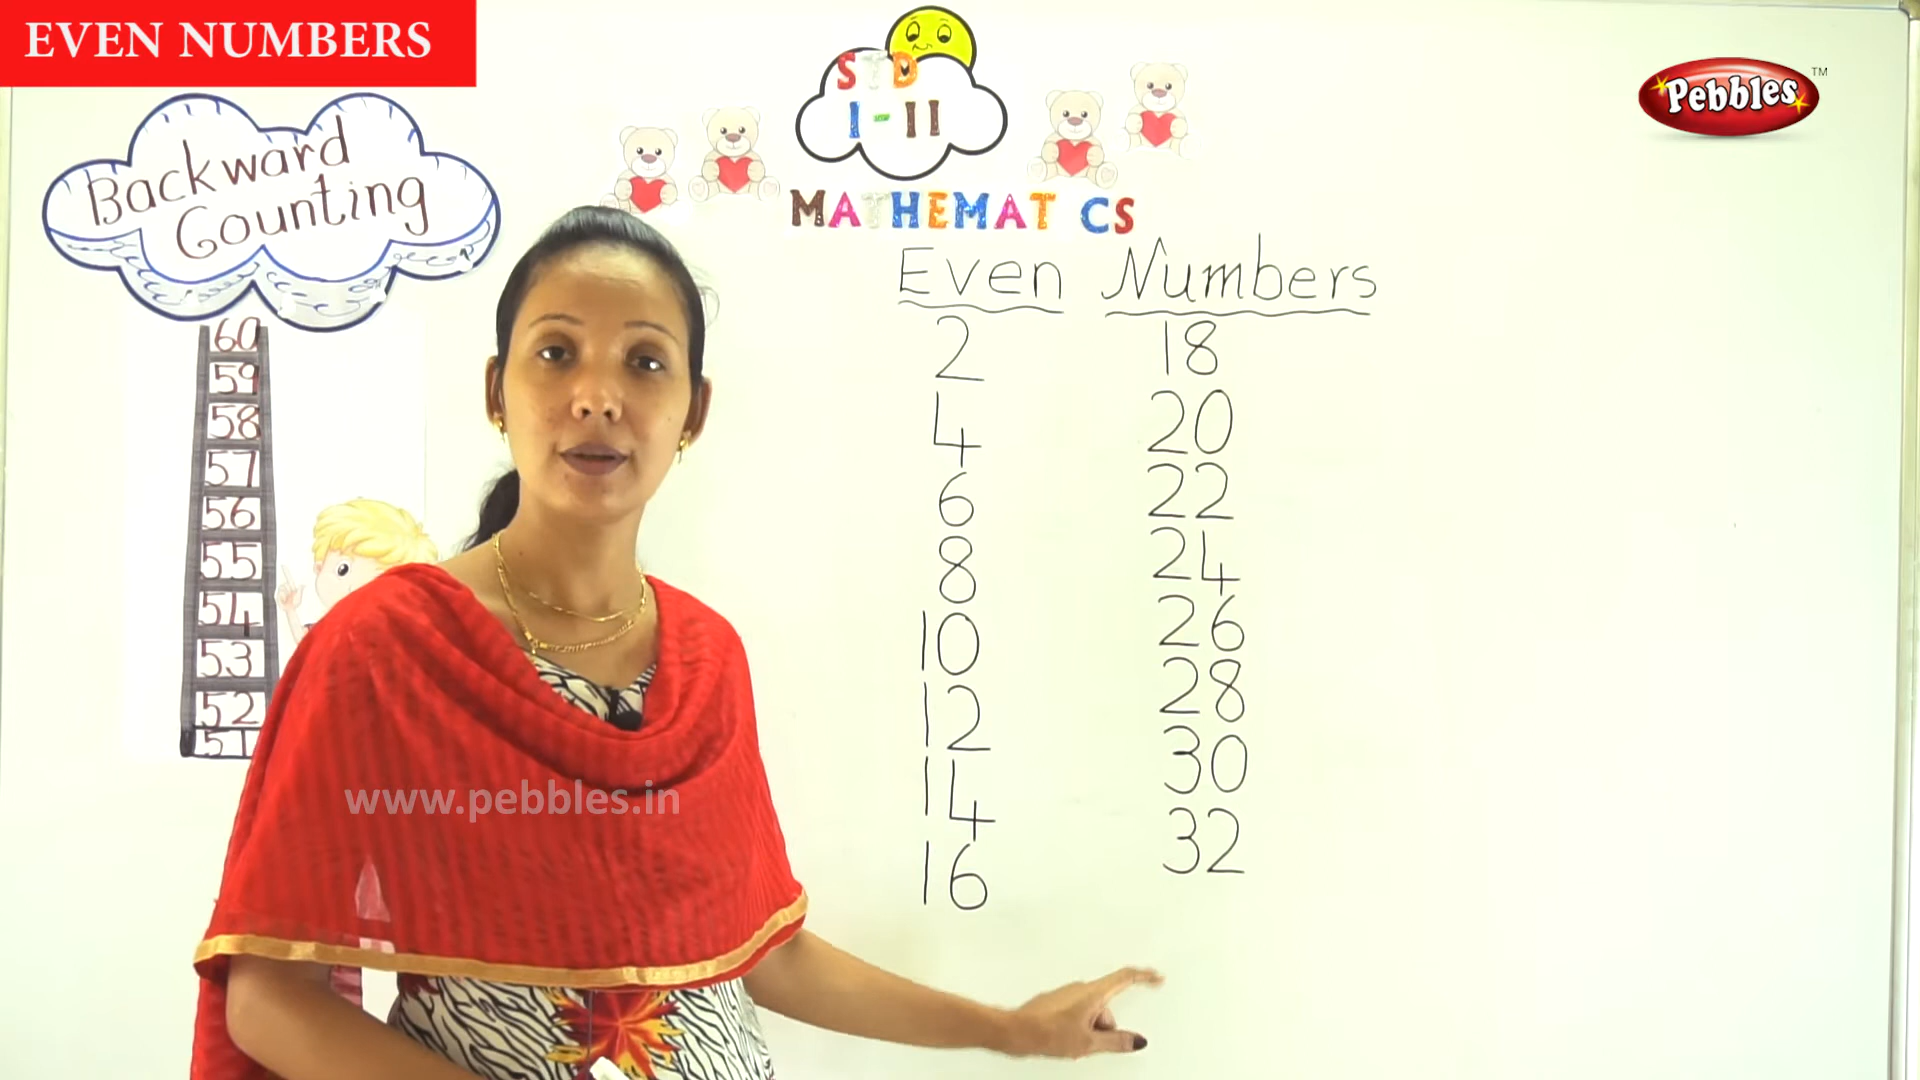 EVEN NUMBERS
STD
I-II
MATHEMAT CS
Pebbles™
Backward
Counting
60
59
58
57
56
55
54
53
52
51
Even Numbers
2 18
4 20
6 22
8 24
10 26
12 28
14 30
16 32
www.pebbles.in